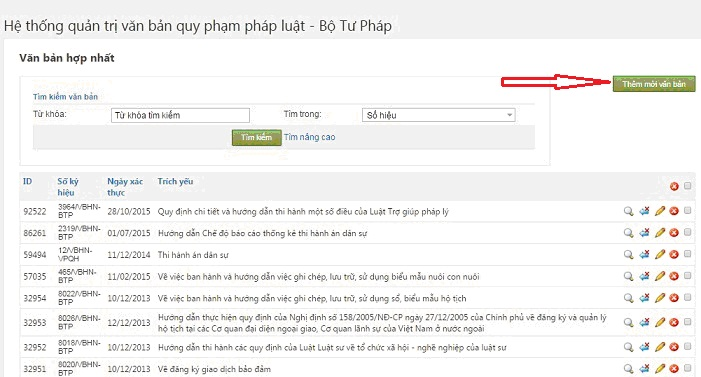 Hệ thống quản trị văn bản quy phạm pháp luật - Bộ Tư Pháp
Văn bản hợp nhất
Thêm mới văn bản
Tìm kiếm văn bản
Từ khóa: Từ khóa tìm kiếm Tìm trong: Số hiệu
Tìm kiếm Tìm nâng cao
ID Số ký hiệu Ngày xác thực Trích yếu
92522 3964/VBHN-BTP 28/10/2015 Quy định chi tiết và hướng dẫn thi hành một số điều của Luật Trợ giúp pháp lý
86261 2319/VBHN-BTP 01/07/2015 Hướng dẫn Chế độ báo cáo thống kê thi hành án dân sự
59494 12/VBHN-VPQH 11/12/2014 Thi hành án dân sự
57035 465/VBHN-BTP 11/02/2015 Về việc ban hành và hướng dẫn việc ghi chép, lưu trữ, sử dụng biểu mẫu nuôi con nuôi
32954 8022/VBHN-BTP 10/12/2013 Về việc ban hành và hướng dẫn việc ghi chép, lưu trữ, sử dụng sổ, biểu mẫu hộ tịch
32953 8026/VBHN-BTP 12/12/2013 Hướng dẫn thực hiện quy định của Nghị định số 158/2005/NĐ-CP ngày 27/12/2005 của Chính phủ về đăng ký và quản lý
hộ tịch tại các Cơ quan đại diện ngoại giao, Cơ quan lãnh sự của Việt Nam ở nước ngoài
32952 8018/VBHN-BTP 10/12/2013 Hướng dẫn thi hành các quy định của Luật Luật sư về tổ chức xã hội - nghề nghiệp của luật sư
32951 8020/VBHN-BTP 10/12/2013 Về đăng ký giao dịch bảo đảm